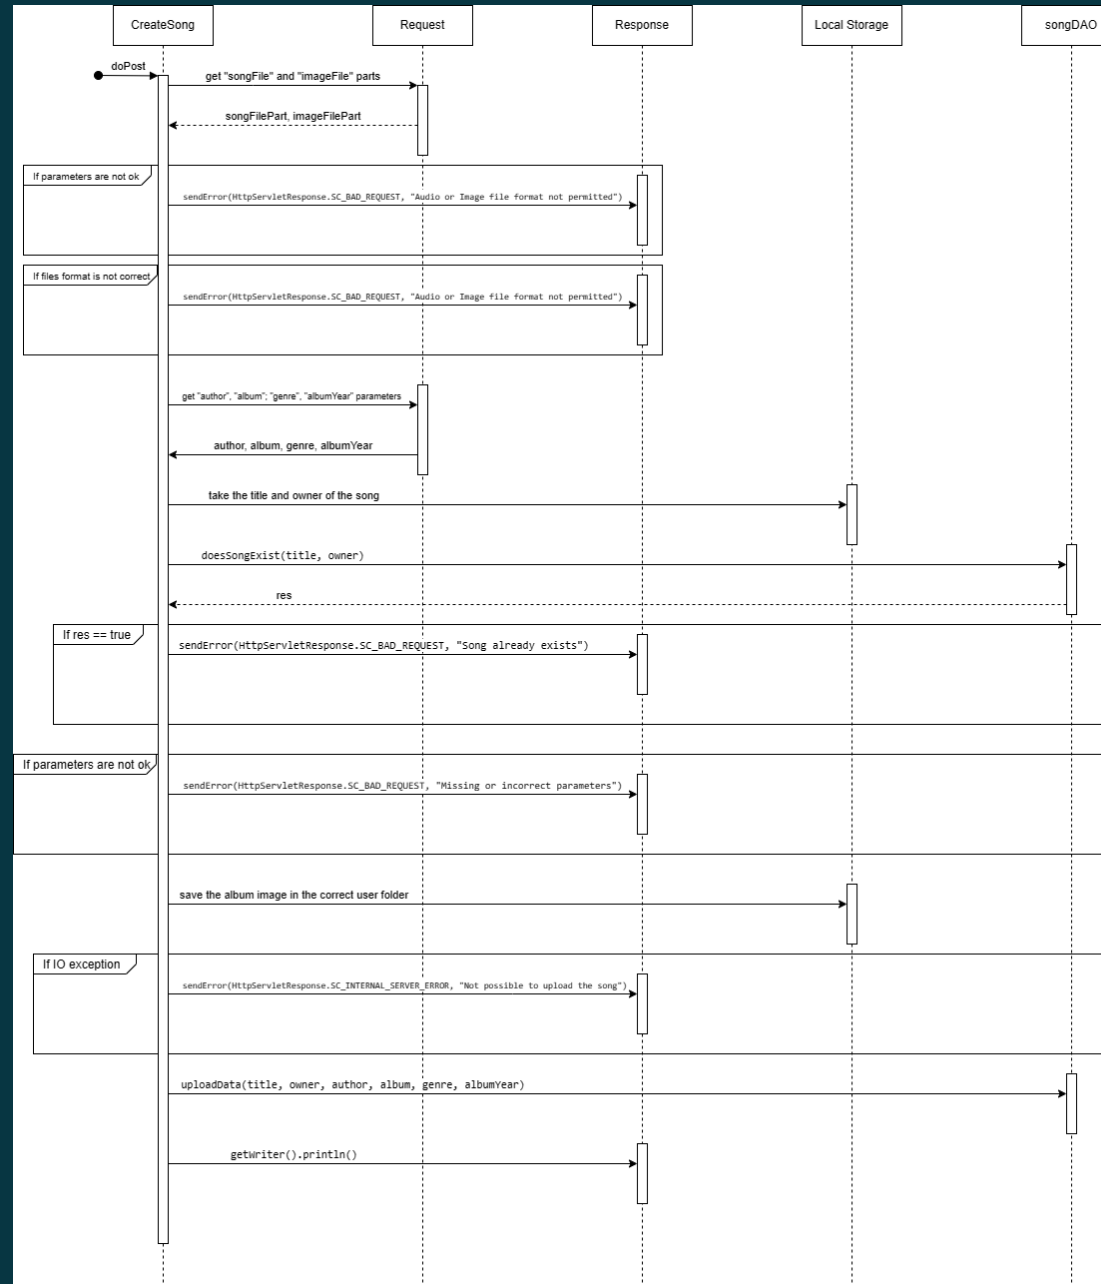 CreateSong
Request
Response
Local Storage
songDAO
doPost
get "songFile" and "imageFile" parts
songFilePart, imageFilePart
If parameters are not ok
sendError(HttpServletResponse.SC_BAD_REQUEST, "Audio or Image file format not permitted")
If files format is not correct
sendError(HttpServletResponse.SC_BAD_REQUEST, "Audio or Image file format not permitted")
get "author", "album"; "genre", "albumYear" parameters
author, album, genre, albumYear
take the title and owner of the song
doesSongExist(title, owner)
res
If res == true
sendError(HttpServletResponse.SC_BAD_REQUEST, "Song already exists")
If parameters are not ok
sendError(HttpServletResponse.SC_BAD_REQUEST, "Missing or incorrect parameters")
save the album image in the correct user folder
If IO exception
sendError(HttpServletResponse.SC_INTERNAL_SERVER_ERROR, "Not possible to upload the song")
uploadData(title, owner, author, album, genre, albumYear)
getWriter().println()